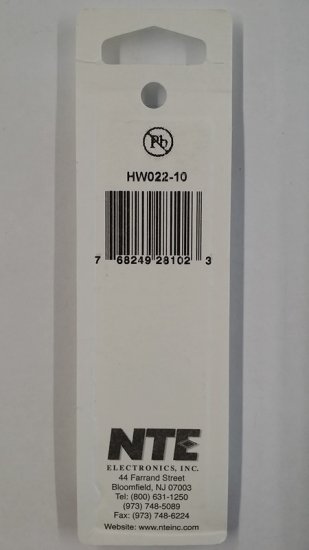 Pb
HW022-10
7 68249 28102 3
NTE
ELECTRONICS, INC.
44 Farrand Street
Bloomfield, NJ 07003
Tel: (800) 631-1250
(973) 748-5089
Fax: (973) 748-6224
Website: www.nteinc.com